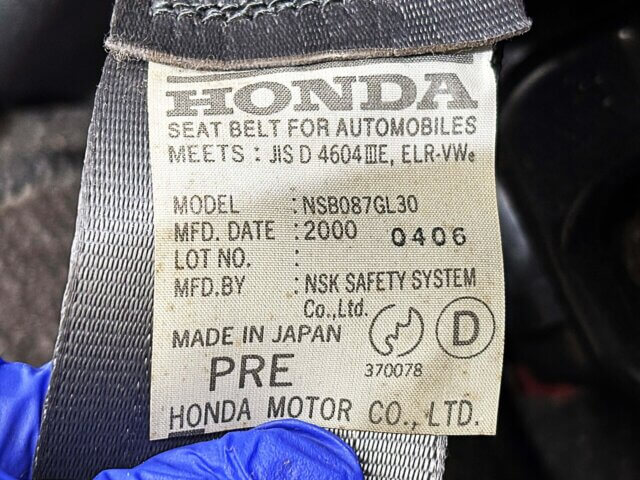 HONDA
SEAT BELT FOR AUTOMOBILES
MEETS : JIS D 4604ⅢE, ELR-VWe
MODEL : NSB087GL30
MFD. DATE : 2000 0406
LOT NO. :
MFD.BY : NSK SAFETY SYSTEM
Co.,Ltd.
MADE IN JAPAN
D
PRE
370078
HONDA MOTOR CO., LTD.